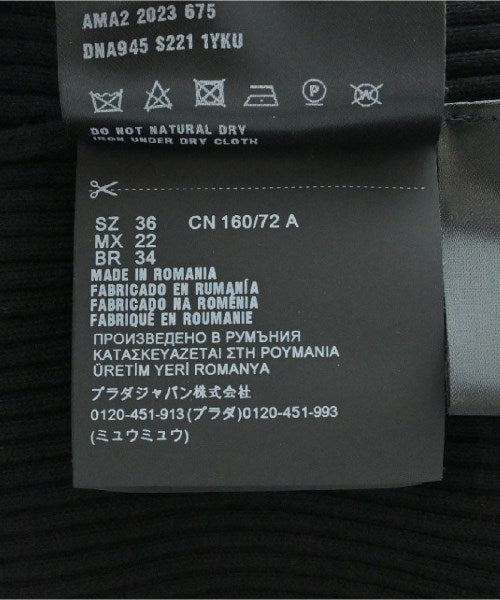 AMA2 2023 675
DNA945 S221 1YKU
P
DO NOT NATURAL DRY
IRON UNDER DRY CLOTH
SZ 36 CN 160/72 A
MX 22
BR 34
MADE IN ROMANIA
FABRICADO EN RUMANÍA
FABRICADO NA ROMÉNIA
FABRIQUÉ EN ROUMANIE
ПРОИЗВЕДЕНО В РУМЪНИЯ
ΚΑΤΑΣΚΕΥΑΖΕΤΑΙ ΣΤΗ ΡΟΥΜΑΝΙΑ
ÜRETİM YERİ ROMANYA
プラダジャパン株式会社
0120-451-913(プラダ)0120-451-993
(ミュウミュウ)